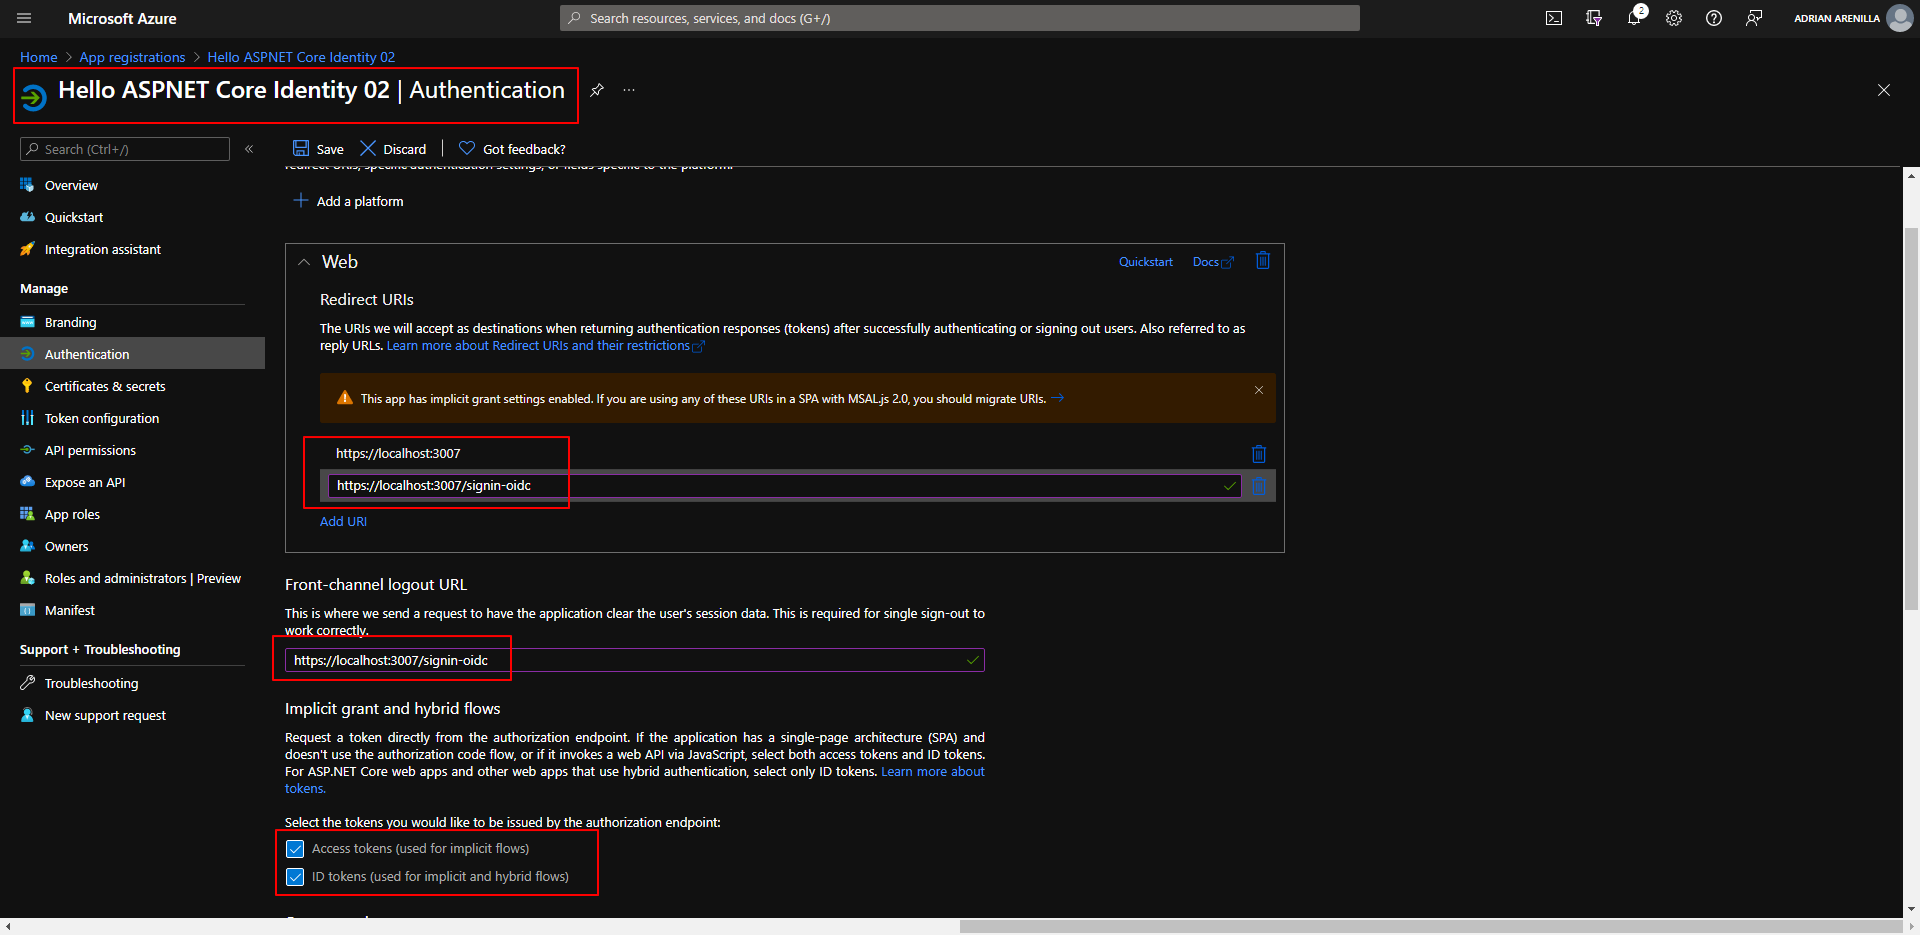 Microsoft Azure
Search resources, services, and docs (G+/)
2
ADRIAN ARENILLA
Home > App registrations > Hello ASPNET Core Identity 02
Hello ASPNET Core Identity 02 | Authentication
Search (Ctrl+/)
Save
Discard
Got feedback?
redirect URIs, specific authentication settings, or fields specific to the platform.
Overview
Quickstart
Integration assistant
Manage
Branding
Authentication
Certificates & secrets
Token configuration
API permissions
Expose an API
App roles
Owners
Roles and administrators | Preview
Manifest
Support + Troubleshooting
Troubleshooting
New support request
Add a platform
Web
Quickstart
Docs
Redirect URIs
The URIs we will accept as destinations when returning authentication responses (tokens) after successfully authenticating or signing out users. Also referred to as
reply URLs. Learn more about Redirect URIs and their restrictions
This app has implicit grant settings enabled. If you are using any of these URIs in a SPA with MSAL.js 2.0, you should migrate URIs.
https://localhost:3007
https://localhost:3007/signin-oidc
Add URI
Front-channel logout URL
This is where we send a request to have the application clear the user's session data. This is required for single sign-out to
work correctly.
https://localhost:3007/signin-oidc
Implicit grant and hybrid flows
Request a token directly from the authorization endpoint. If the application has a single-page architecture (SPA) and
doesn't use the authorization code flow, or if it invokes a web API via JavaScript, select both access tokens and ID tokens.
For ASP.NET Core web apps and other web apps that use hybrid authentication, select only ID tokens. Learn more about
tokens.
Select the tokens you would like to be issued by the authorization endpoint:
Access tokens (used for implicit flows)
ID tokens (used for implicit and hybrid flows)